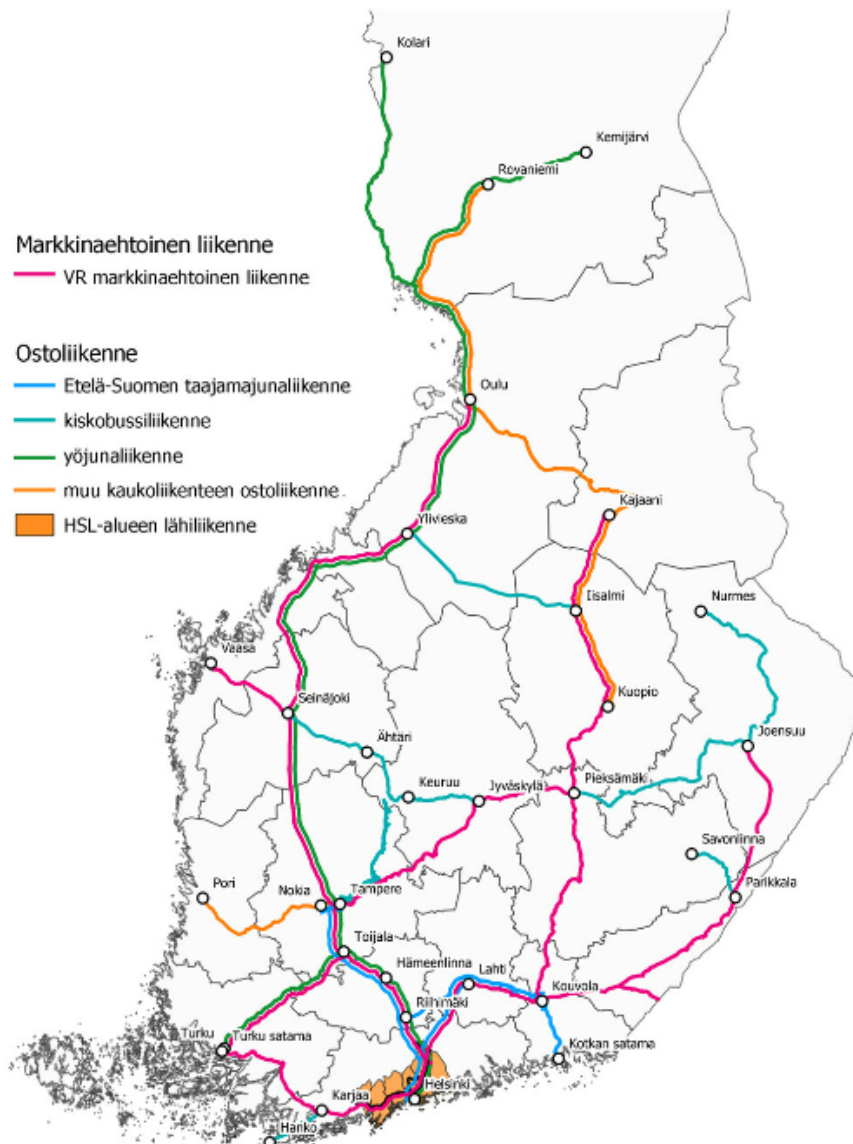 Kolari
Kemijärvi
Rovaniemi
Markkinaehtoinen liikenne
VR markkinaehtoinen liikenne
Ostoliikenne
Etelä-Suomen taajamajunaliikenne
kiskobussiliikenne
yöjunaliikenne
muu kaukoliikenteen ostoliikenne
HSL-alueen lähiliikenne
Oulu
Kajaani
Ylivieska
Iisalmi
Nurmes
Vaasa
Seinäjoki
Kuopio
Ähtäri
Joensuu
Keuruu
Jyväskylä
Pieksämäki
Savonlinna
Pori
Nokia
Tampere
Parikkala
Toijala
Hämeenlinna
Lahti
Kouvola
Riihimäki
Turku
Turku satama
Kotkan satama
Karjaa
Helsinki
Hanko